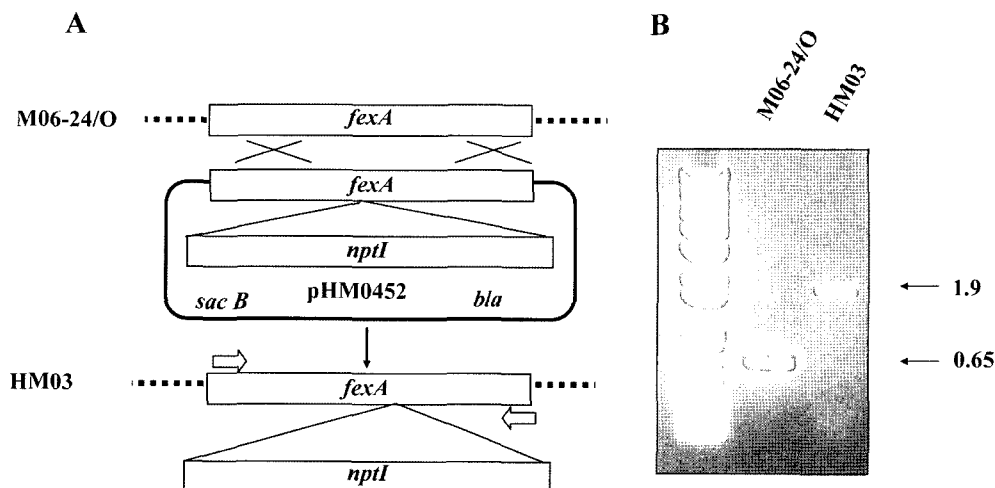 A
M06-24/O
fexA
fexA
nptI
sac B
pHM0452
bla
HM03
fexA
nptI
B
M06-24/O
HM03
1.9
0.65